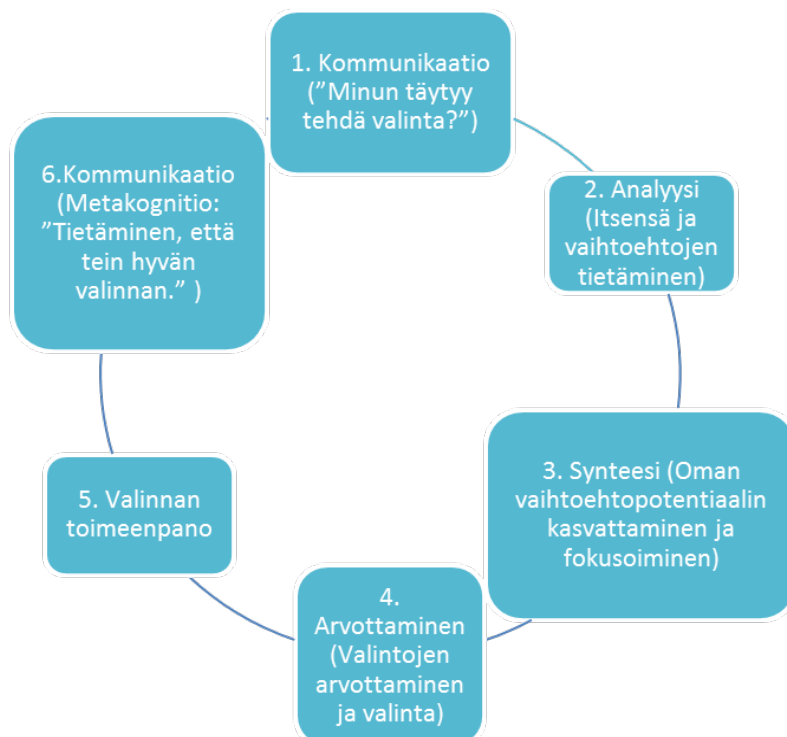 1. Kommunikaatio
(”Minun täytyy
tehdä valinta?”)
2. Analyysi
(Itsensä ja
vaihtoehtojen
tietäminen)
3. Synteesi (Oman
vaihtoehtopotentiaalin
kasvattaminen ja
fokusoiminen)
4.
Arvottaminen
(Valintojen
arvottaminen
ja valinta)
5. Valinnan
toimeenpano
6.Kommunikaatio
(Metakognitio:
”Tietäminen, että
tein hyvän
valinnan.” )